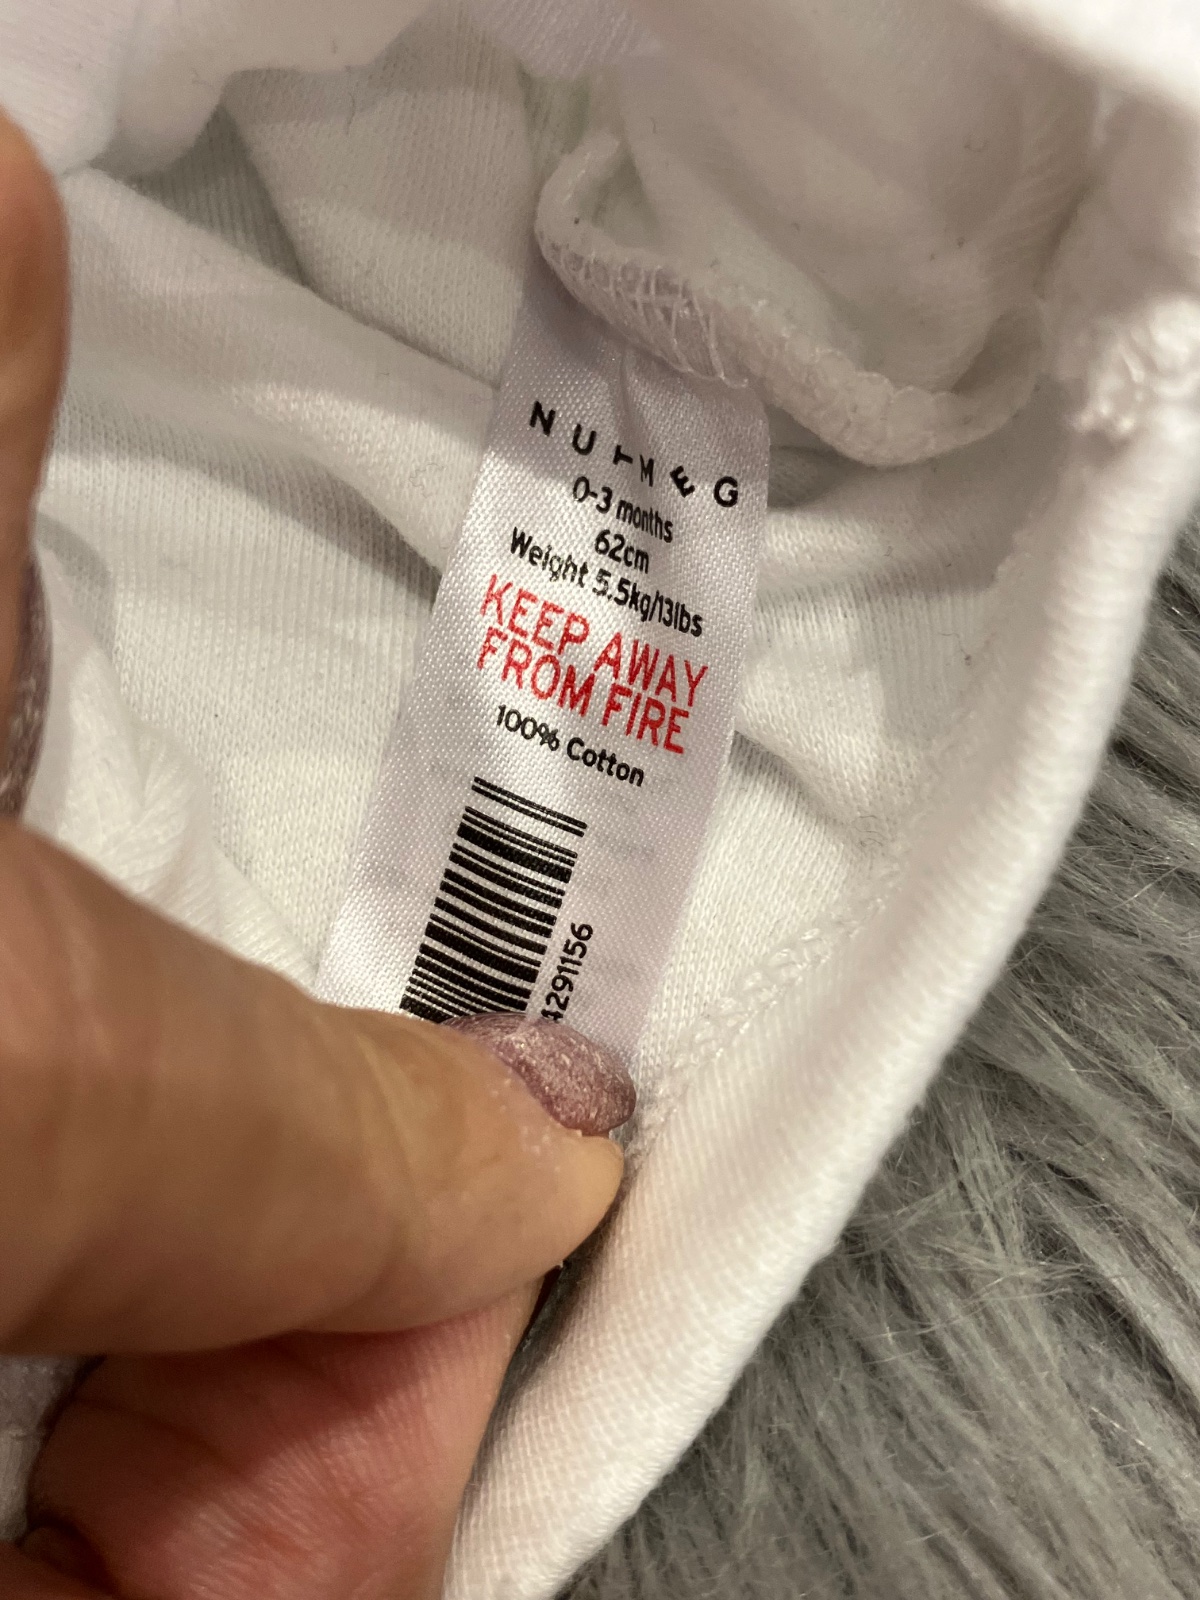 NUTMEG
0-3 months
62cm
Weight 5.5kg/13lbs
KEEP AWAY
FROM FIRE
100% Cotton
4291156